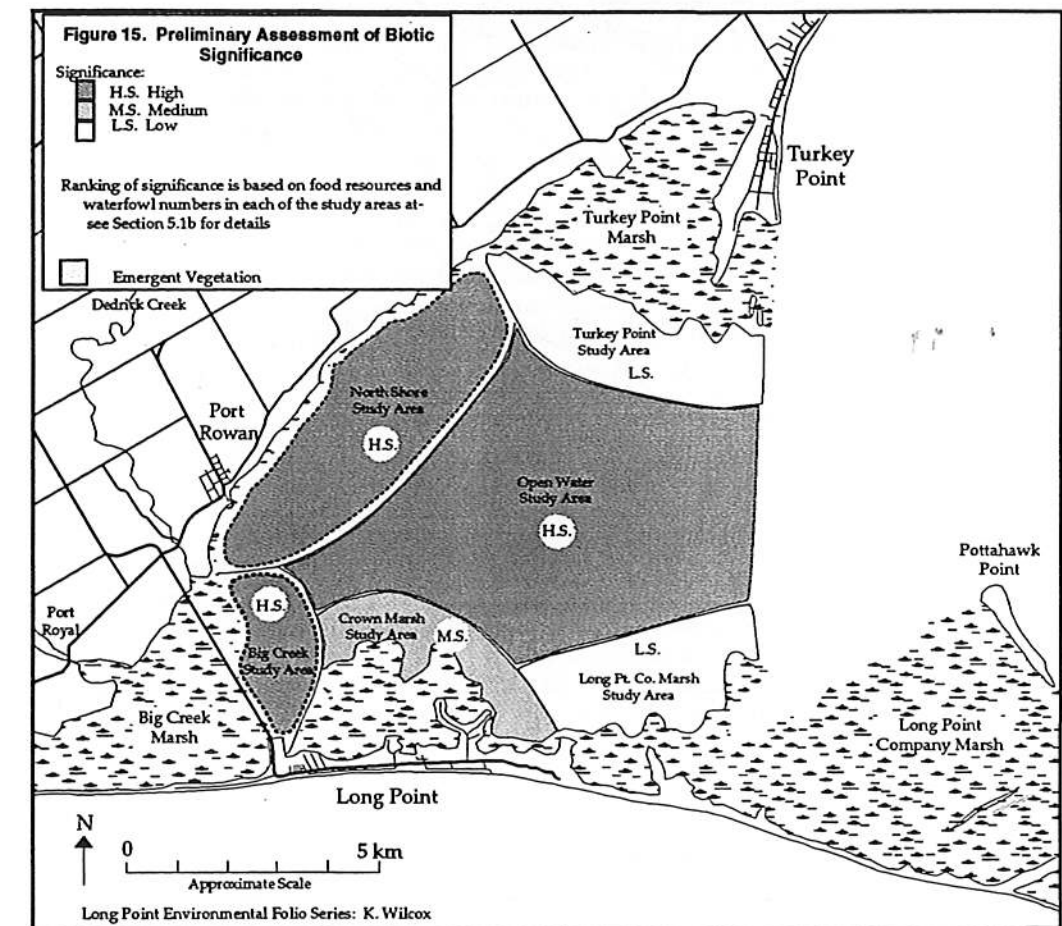 Figure 15. Preliminary Assessment of Biotic
Significance
Significance:
H.S. High
M.S. Medium
L.S. Low
Ranking of significance is based on food resources and
waterfowl numbers in each of the study areas at-
see Section 5.1b for details
Emergent Vegetation
Dedrick Creek
Turkey
Point
Turkey Point
Marsh
Turkey Point
Study Area
L.S.
North Shore
Study Area
H.S.
Port
Rowan
Open Water
Study Area
H.S.
Pottahawk
Point
Port
Royal
H.S.
Big Creek
Study Area
Crown Marsh
Study Area
M.S.
L.S.
Long Pt. Co. Marsh
Study Area
Big Creek
Marsh
Long Point
Company Marsh
Long Point
N
0 5 km
Approximate Scale
Long Point Environmental Folio Series: K. Wilcox